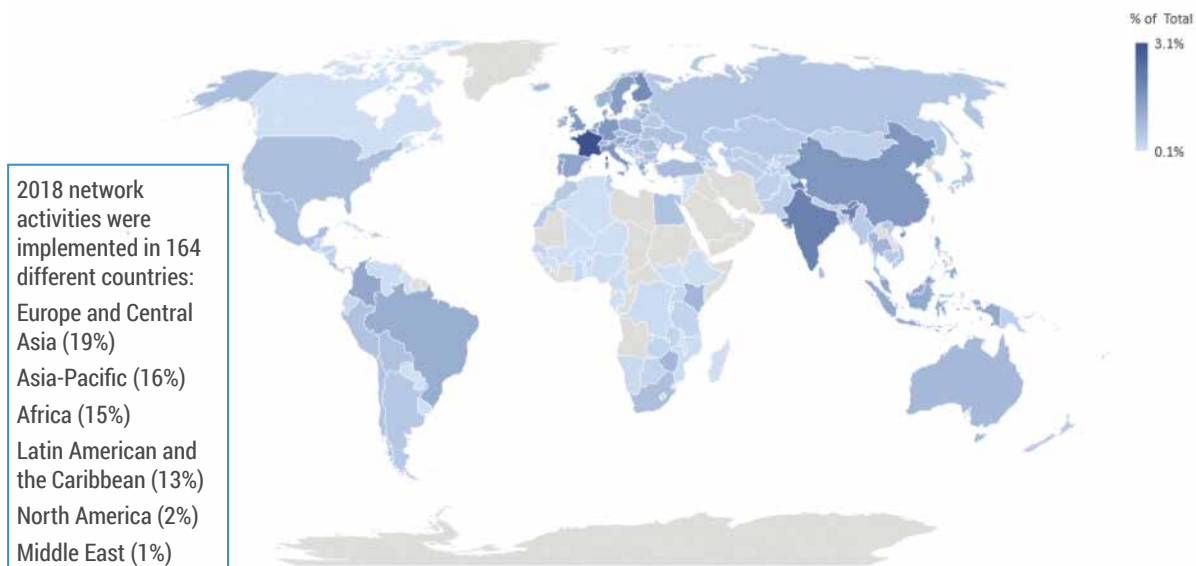 % of Total
3.1%
0.1%
2018 network
activities were
implemented in 164
different countries:
Europe and Central
Asia (19%)
Asia-Pacific (16%)
Africa (15%)
Latin American and
the Caribbean (13%)
North America (2%)
Middle East (1%)